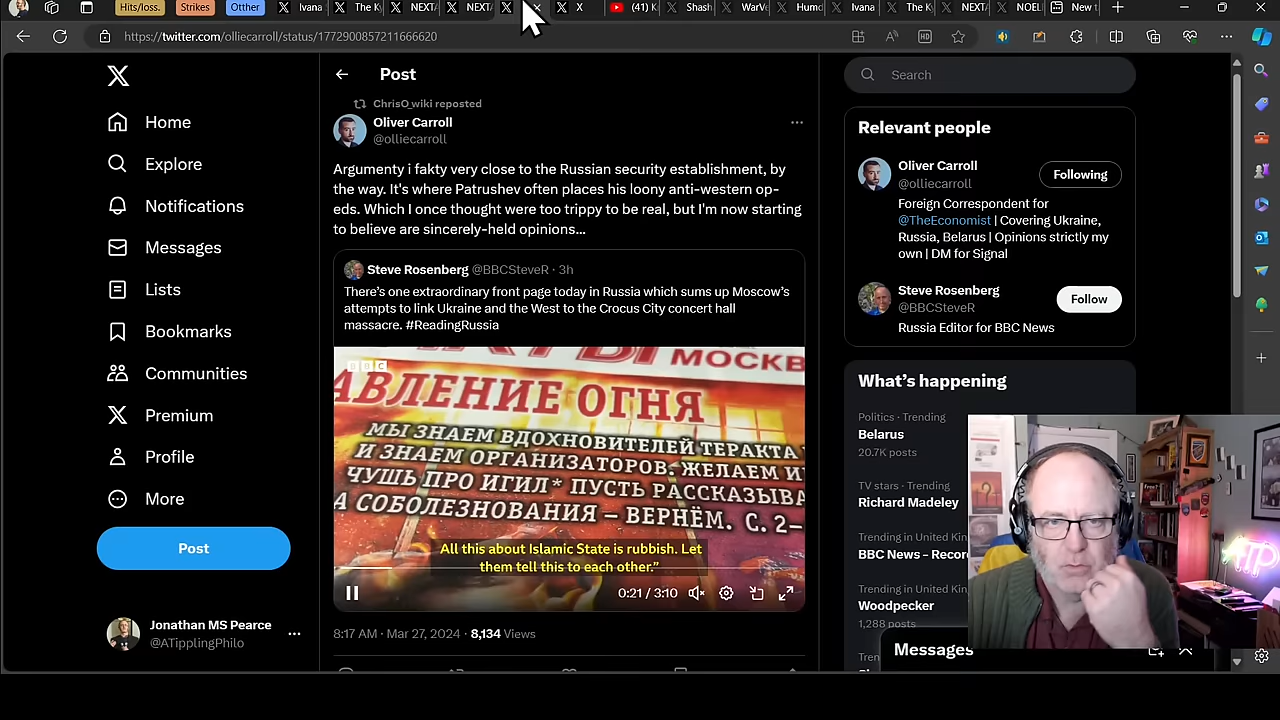 Hits/loss.
Strikes
Otther
Ivana
The Ky
NEXTA
NEXTA
X
(41) K
Shash
WarVe
Humo
Ivana
The Ky
NEXTA
NOEL
New t
https://twitter.com/olliecarroll/status/1772900857211666620
Home
Explore
Notifications
Messages
Lists
Bookmarks
Communities
Premium
Profile
More
Post
Jonathan MS Pearce
@ATipplingPhilo
Post
ChrisO_wiki reposted
Oliver Carroll
@olliecarroll
Argumenty i fakty very close to the Russian security establishment, by
the way. It's where Patrushev often places his loony anti-western op-
eds. Which I once thought were too trippy to be real, but I'm now starting
to believe are sincerely-held opinions...
Steve Rosenberg @BBCSteveR · 3h
There's one extraordinary front page today in Russia which sums up Moscow's
attempts to link Ukraine and the West to the Crocus City concert hall
massacre. #ReadingRussia
BBC
МОСКВ
АВЛЕНИЕ ОГНЯ
МЫ ЗНАЕМ ВДОХНОВИТЕЛЕЙ ТЕРАКТА
И ЗНАЕМ ОРГАНИЗАТОРОВ. ЖЕЛАЕМ И
ЧУШЬ ПРО ИГИЛ* ПУСТЬ РАССКАЗЫВА
А СОБОЛЕЗНОВАНИЯ – ВЕРНЁМ. С. 2–
All this about Islamic State is rubbish. Let
them tell this to each other."
0:21 / 3:10
8:17 AM · Mar 27, 2024 · 8,134 Views
Search
Relevant people
Oliver Carroll
@olliecarroll
Following
Foreign Correspondent for
@TheEconomist | Covering Ukraine,
Russia, Belarus | Opinions strictly my
own | DM for Signal
Steve Rosenberg
@BBCSteveR
Follow
Russia Editor for BBC News
What's happening
Politics · Trending
Belarus
20.7K posts
TV stars · Trending
Richard Madeley
Trending in United Kin
BBC News – Recor
Trending in United Kin
Woodpecker
1,288 posts
Tren
Messages